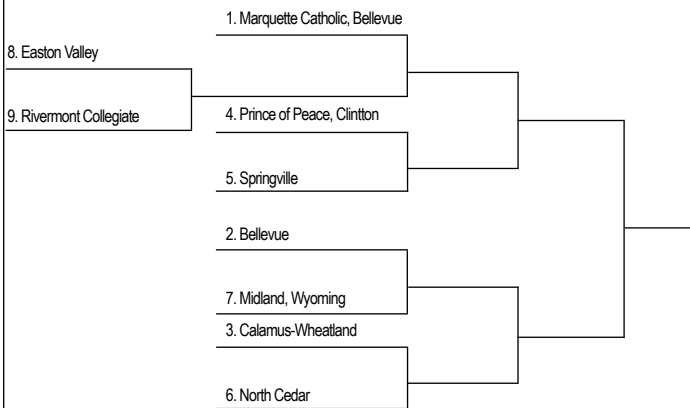 1. Marquette Catholic, Bellevue
8. Easton Valley
9. Rivermont Collegiate
4. Prince of Peace, Clintton
5. Springville
2. Bellevue
7. Midland, Wyoming
3. Calamus-Wheatland
6. North Cedar